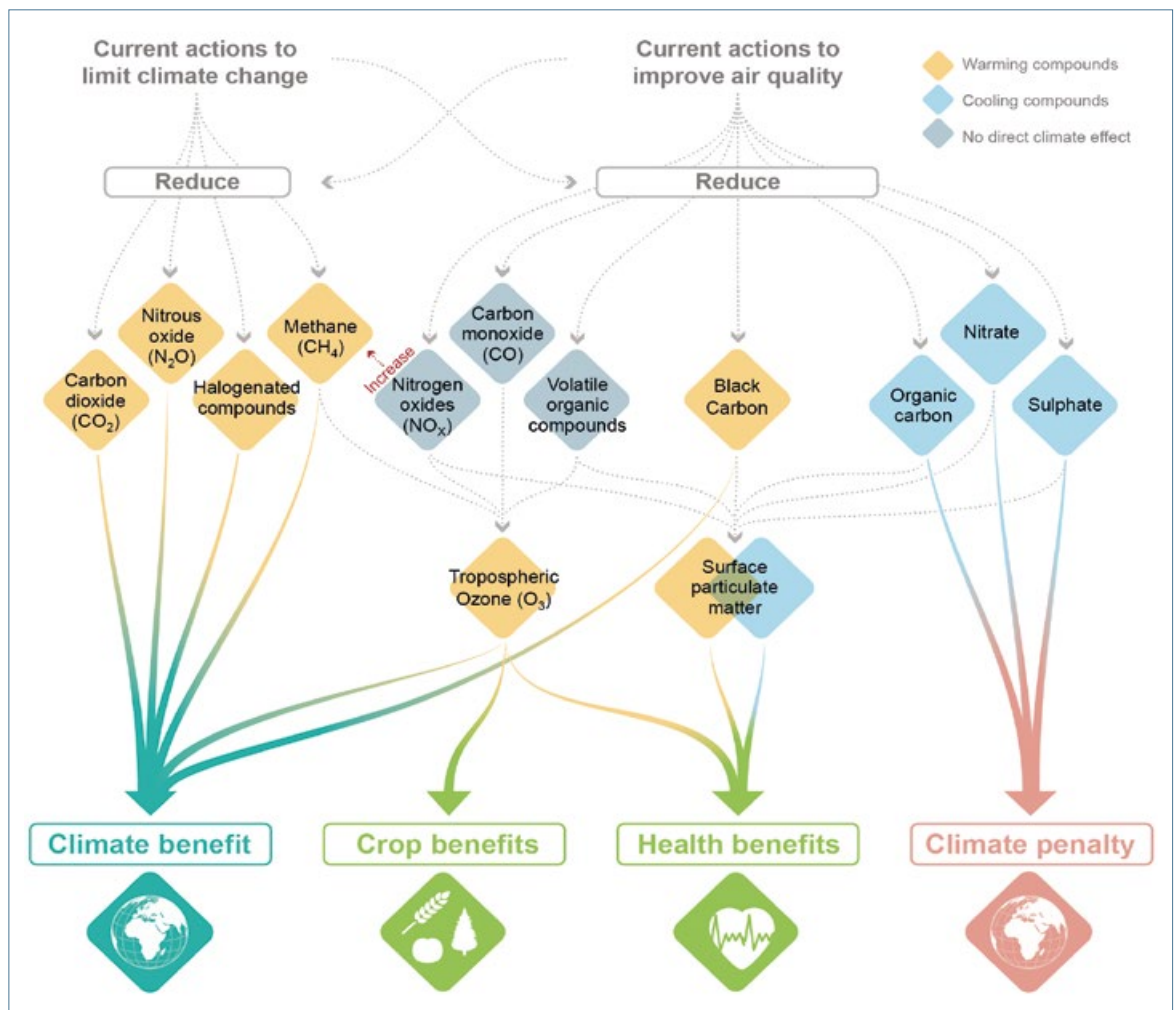 Current actions to
limit climate change
Current actions to
improve air quality
Warming compounds
Cooling compounds
No direct climate effect
Reduce
Reduce
Nitrous
oxide
(N₂O)
Methane
(CH₄)
Carbon
monoxide
(CO)
Nitrate
Increase
Carbon
dioxide
(CO₂)
Halogenated
compounds
Nitrogen
oxides
(NOₓ)
Volatile
organic
compounds
Black
Carbon
Organic
carbon
Sulphate
Tropospheric
Ozone (O₃)
Surface
particulate
matter
Climate benefit
Crop benefits
Health benefits
Climate penalty